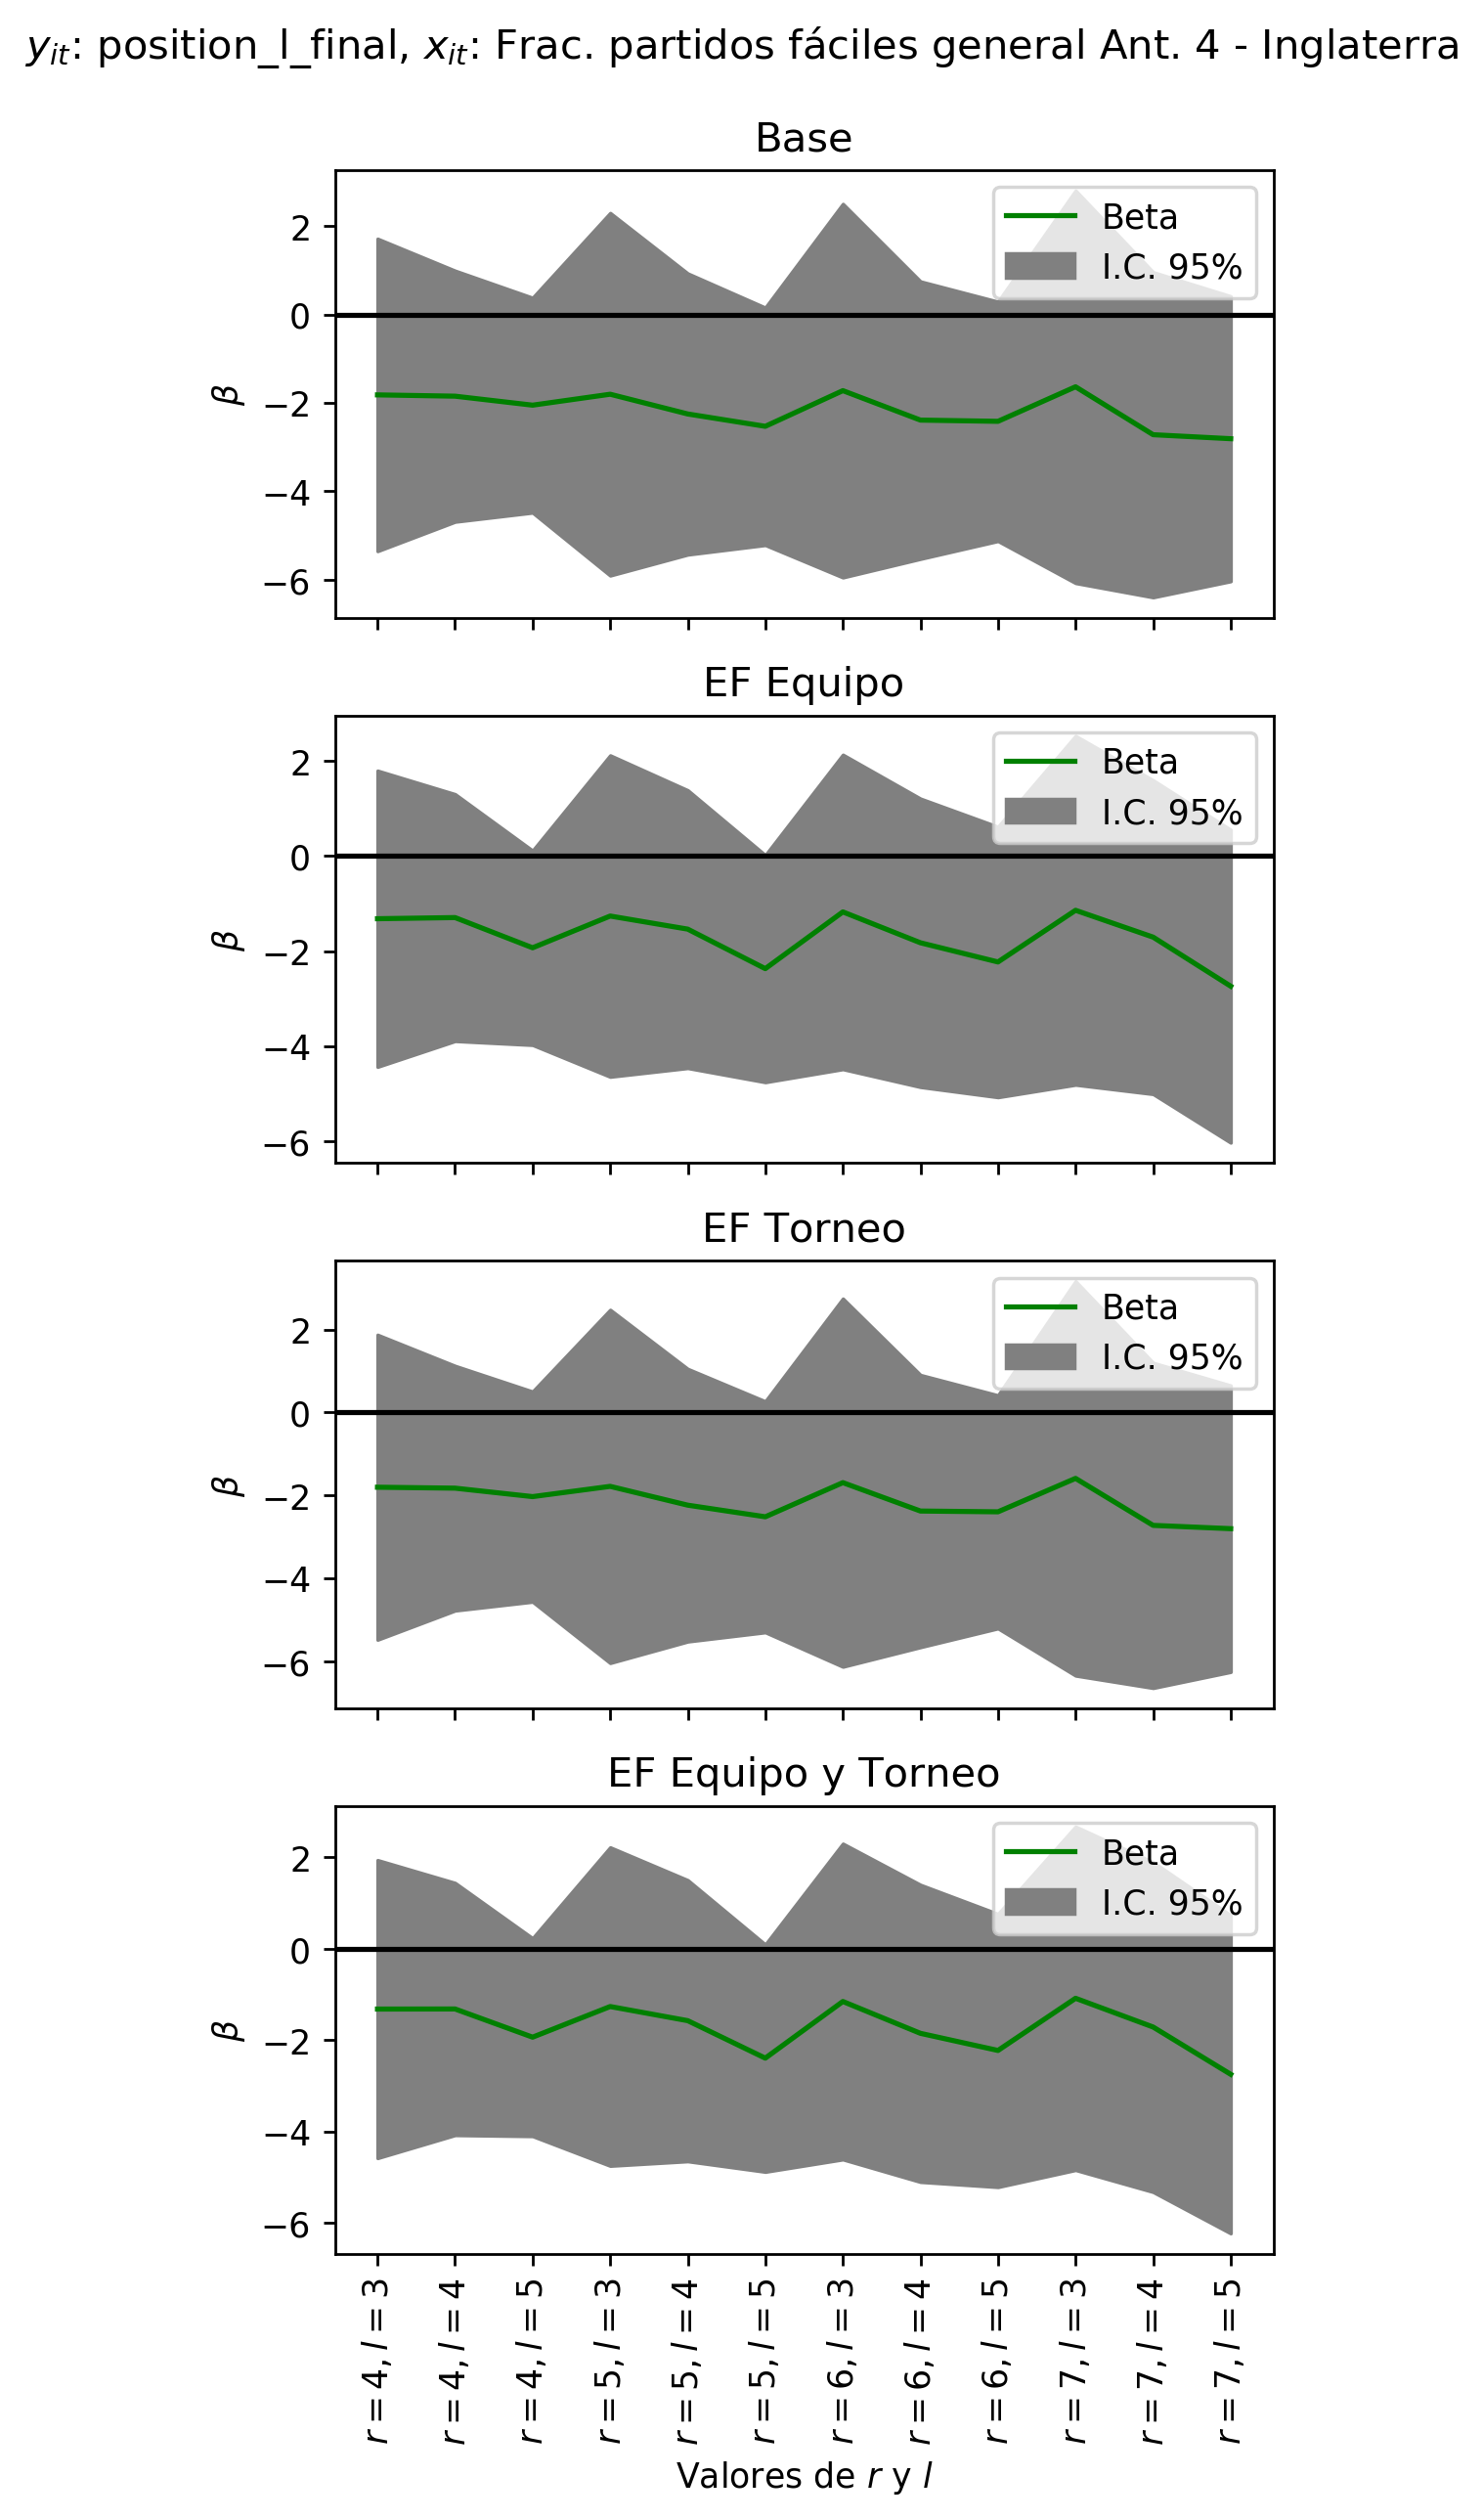 y_it: position_l_final, x_it: Frac. partidos fáciles general Ant. 4 - Inglaterra
Base
Beta
I.C. 95%
2
0
−2
−4
−6
β
EF Equipo
Beta
I.C. 95%
2
0
−2
−4
−6
β
EF Torneo
Beta
I.C. 95%
2
0
−2
−4
−6
β
EF Equipo y Torneo
Beta
I.C. 95%
2
0
−2
−4
−6
β
r = 4, l = 3
r = 4, l = 4
r = 4, l = 5
r = 5, l = 3
r = 5, l = 4
r = 5, l = 5
r = 6, l = 3
r = 6, l = 4
r = 6, l = 5
r = 7, l = 3
r = 7, l = 4
r = 7, l = 5
Valores de r y l